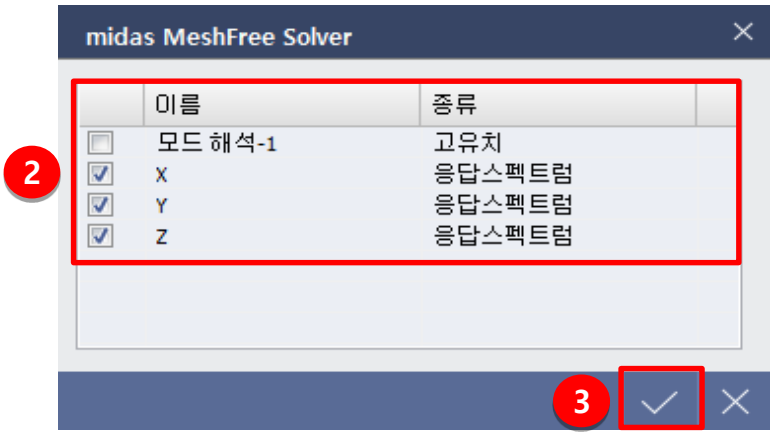 midas MeshFree Solver
이름 종류
모드 해석-1 고유치
2
X 응답스펙트럼
Y 응답스펙트럼
Z 응답스펙트럼
3